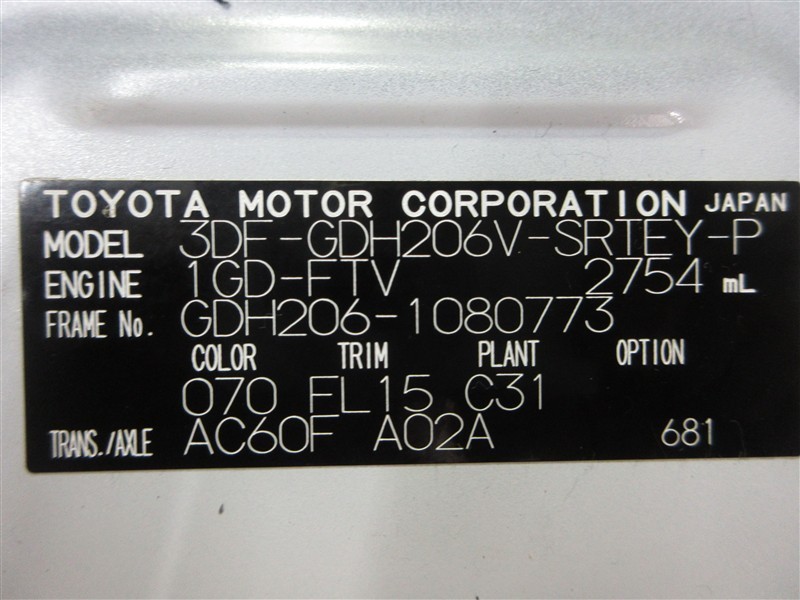 TOYOTA MOTOR CORPORATION JAPAN
MODEL 3DF-GDH206V-SRTEY-P
ENGINE 1GD-FTV 2754 mL
FRAME No. GDH206-1080773
COLOR TRIM PLANT OPTION
070 FL15 C31
TRANS./AXLE AC60F A02A 681